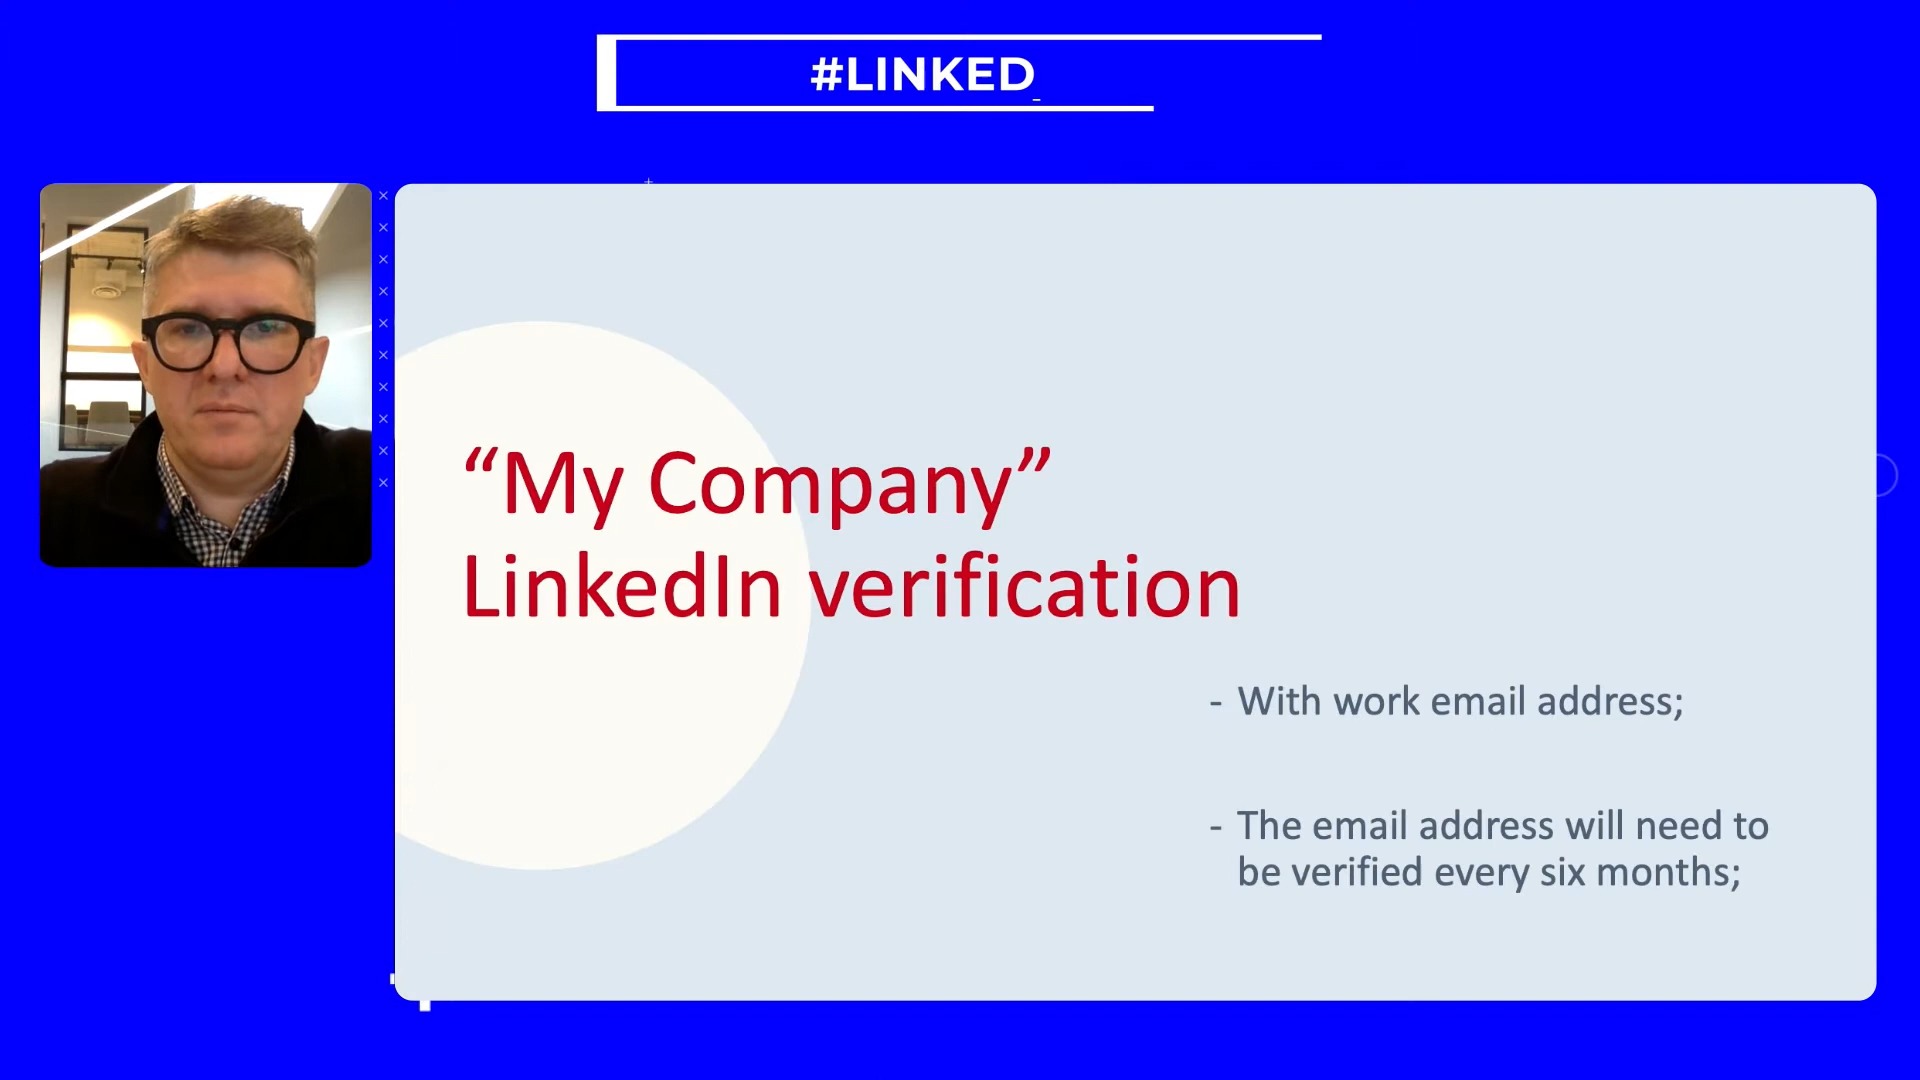 #LINKED_
“My Company”
LinkedIn verification
- With work email address;
- The email address will need to
be verified every six months;